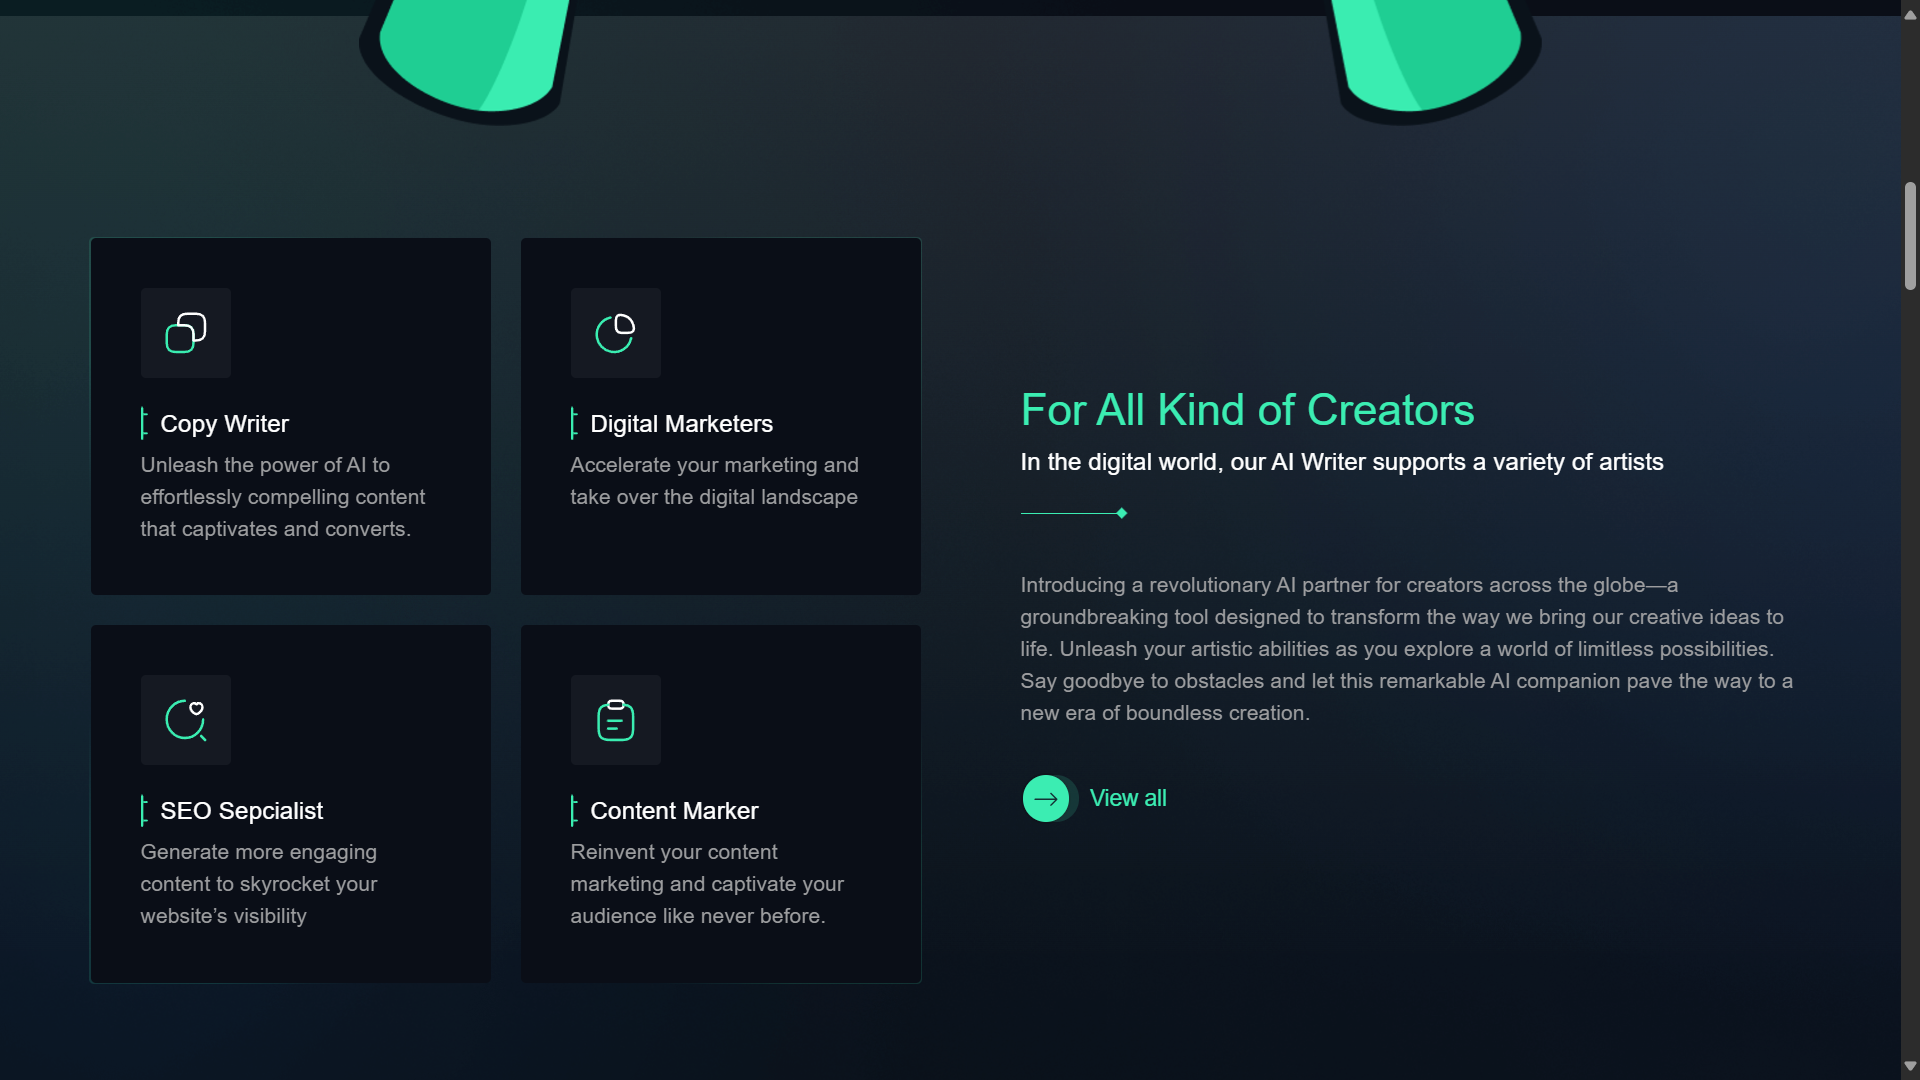 Copy Writer
Unleash the power of AI to
effortlessly compelling content
that captivates and converts.
Digital Marketers
Accelerate your marketing and
take over the digital landscape
SEO Sepcialist
Generate more engaging
content to skyrocket your
website’s visibility
Content Marker
Reinvent your content
marketing and captivate your
audience like never before.
For All Kind of Creators
In the digital world, our AI Writer supports a variety of artists
Introducing a revolutionary AI partner for creators across the globe—a
groundbreaking tool designed to transform the way we bring our creative ideas to
life. Unleash your artistic abilities as you explore a world of limitless possibilities.
Say goodbye to obstacles and let this remarkable AI companion pave the way to a
new era of boundless creation.
View all